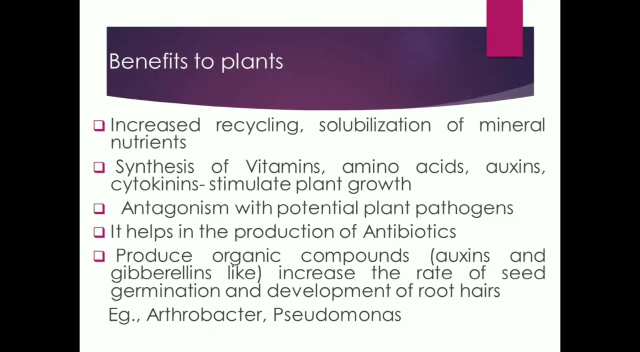 Benefits to plants
Increased recycling, solubilization of mineral
nutrients
Synthesis of Vitamins, amino acids, auxins,
cytokinins- stimulate plant growth
Antagonism with potential plant pathogens
It helps in the production of Antibiotics
Produce organic compounds (auxins and
gibberellins like) increase the rate of seed
germination and development of root hairs
Eg., Arthrobacter, Pseudomonas